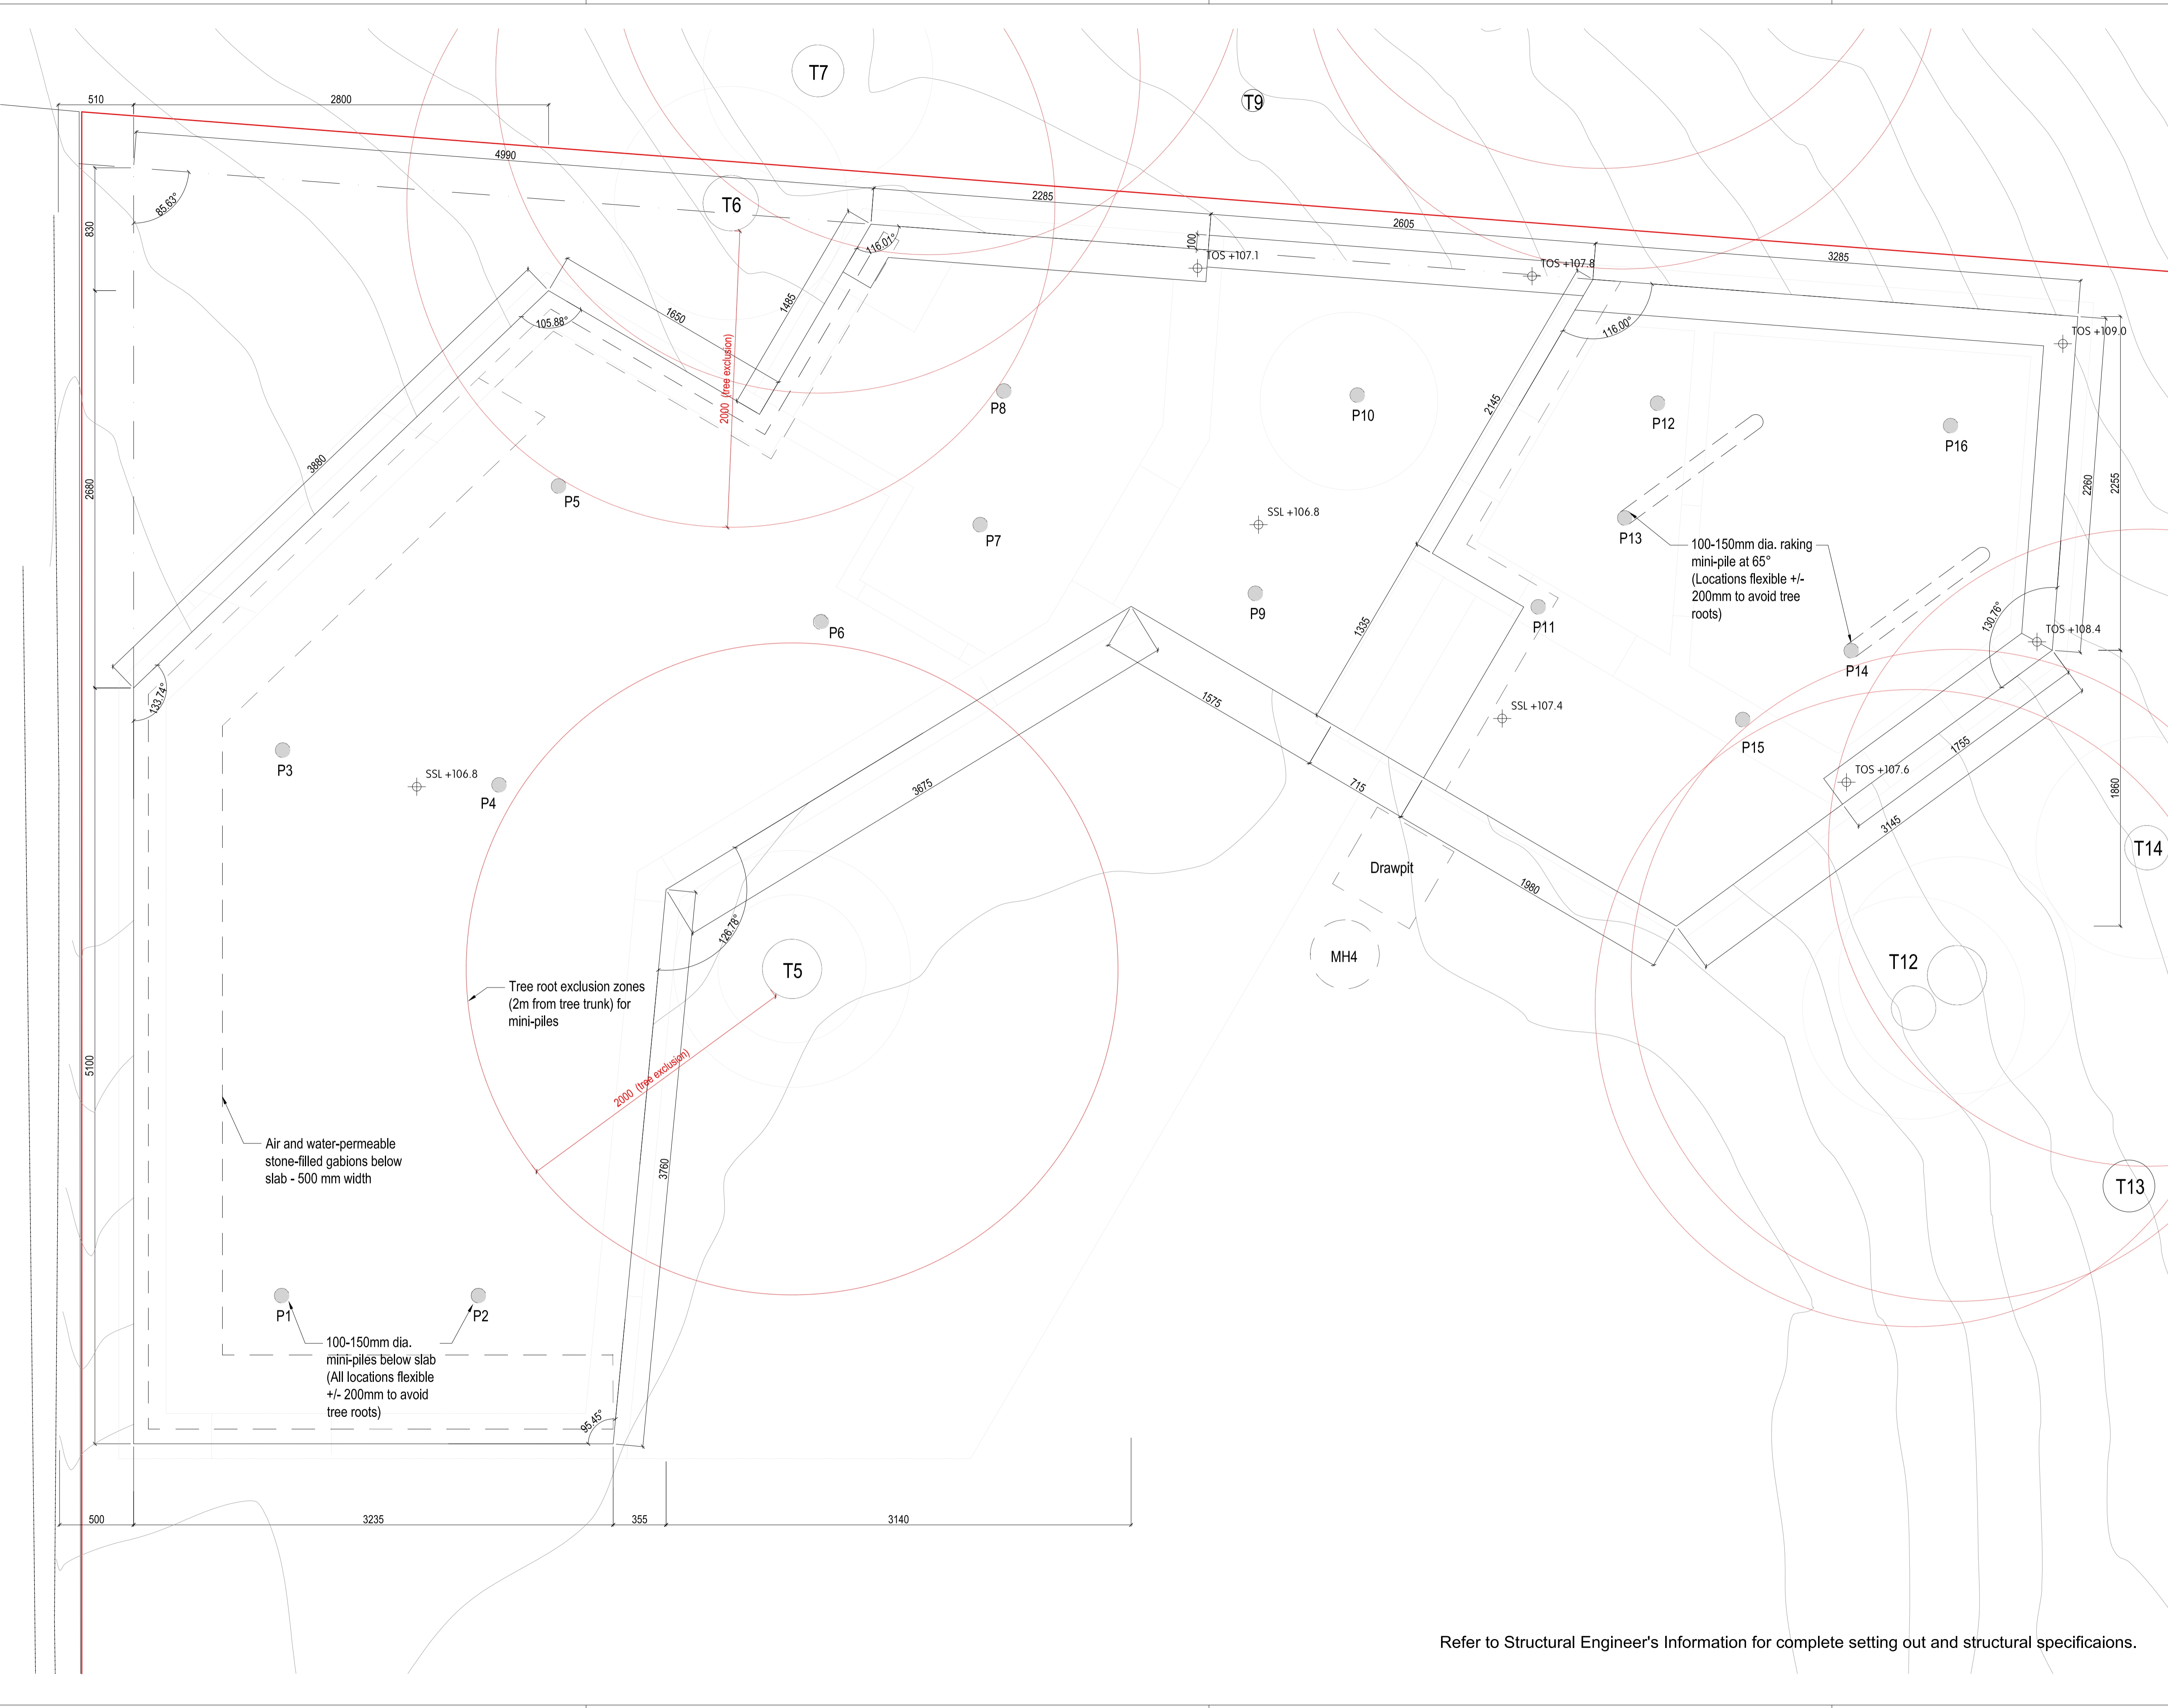 T7
T9
510
2800
4990
T6
2285
2605
3285
85.63°
830
116.01°
100
TOS +107.1
TOS +107.8
TOS +109.0
105.88°
1650
1485
2000 (tree exclusion)
116.00°
3880
2680
P8
P10
2145
P12
P16
2260
2255
P5
SSL +106.8
P7
P13
100-150mm dia. raking
mini-pile at 65°
(Locations flexible +/-
200mm to avoid tree
roots)
P9
P6
P11
1335
130.76°
TOS +108.4
P14
133.74°
1575
SSL +107.4
P15
1755
P3
SSL +106.8
P4
3675
715
TOS +107.6
1860
3145
T14
Drawpit
1980
126.78°
T5
MH4
T12
Tree root exclusion zones
(2m from tree trunk) for
mini-piles
2000 (tree exclusion)
5100
Air and water-permeable
stone-filled gabions below
slab - 500 mm width
3760
T13
P1
P2
100-150mm dia.
mini-piles below slab
(All locations flexible
+/- 200mm to avoid
tree roots)
95.45°
500
3235
355
3140
Refer to Structural Engineer's Information for complete setting out and structural specificaions.